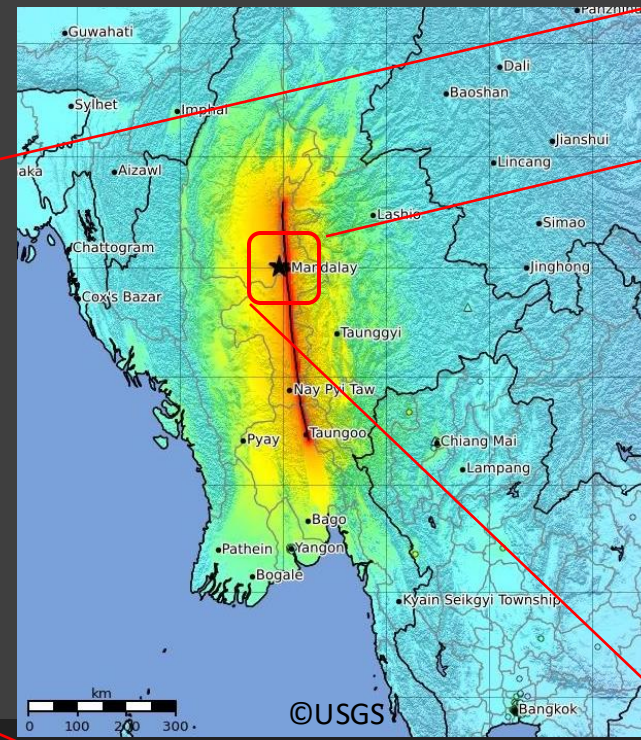 Panzhihua
Guwahati
Dali
Baoshan
Sylhet
Imphal
Jianshui
Lincang
aka
Aizawl
Lashio
Simao
Chattogram
Mandalay
Jinghong
Cox's Bazar
Taunggyi
Nay Pyi Taw
Taungoo
Pyay
Chiang Mai
Lampang
Bago
Pathein
Yangon
Bogale
Kyain Seikgyi Township
km
0 100 200 300
©USGS
Bangkok